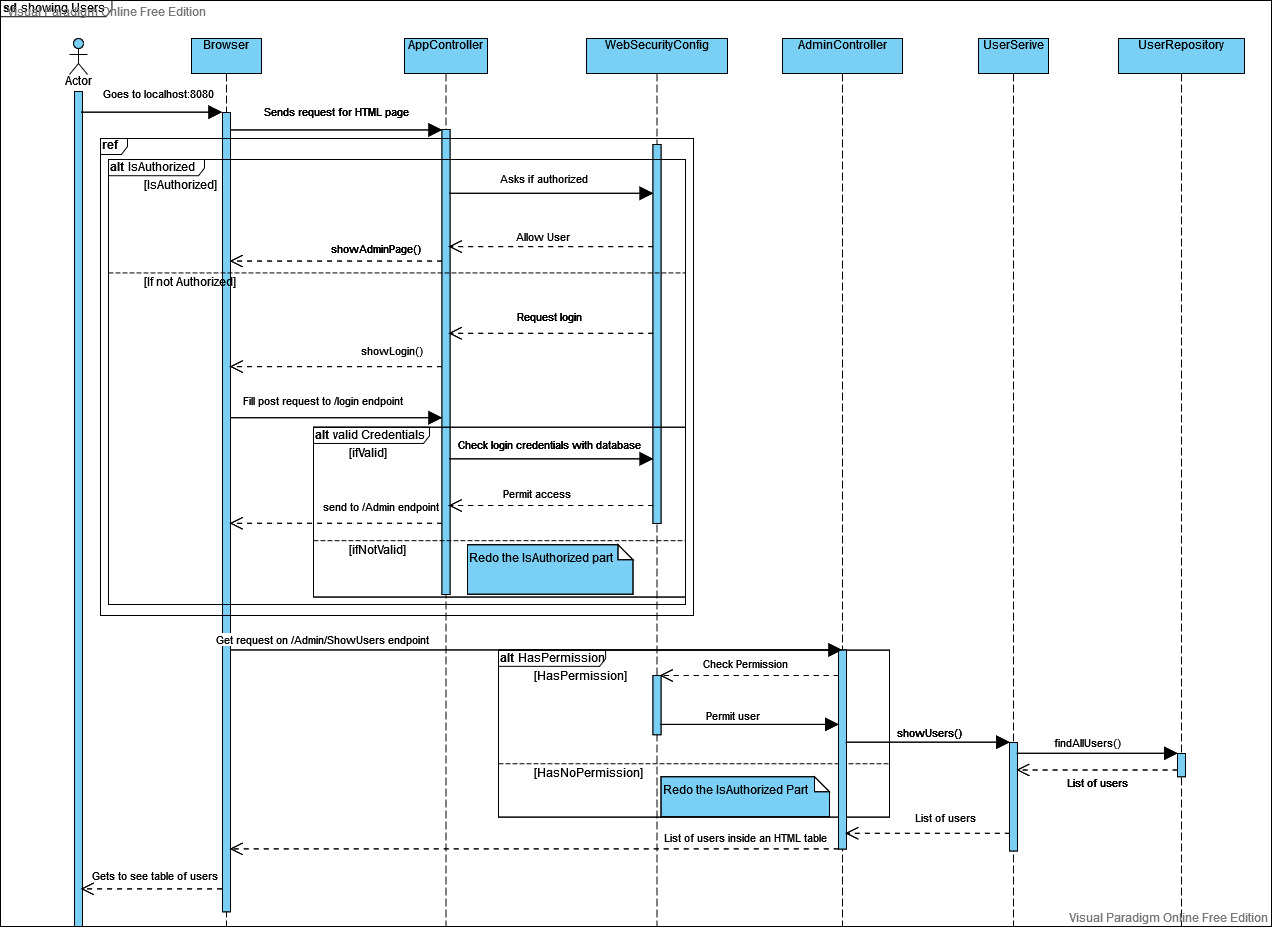 sd showing Users
Visual Paradigm Online Free Edition
Actor
Browser
AppController
WebSecurityConfig
AdminController
UserSerive
UserRepository
Goes to localhost:8080
Sends request for HTML page
ref
alt IsAuthorized
[IsAuthorized]
Asks if authorized
Allow User
showAdminPage()
[If not Authorized]
Request login
showLogin()
Fill post request to /login endpoint
alt valid Credentials
[ifValid]
Check login credentials with database
Permit access
send to /Admin endpoint
[ifNotValid]
Redo the IsAuthorized part
Get request on /Admin/ShowUsers endpoint
alt HasPermission
[HasPermission]
Check Permission
Permit user
showUsers()
findAllUsers()
List of users
[HasNoPermission]
Redo the IsAuthorized Part
List of users
List of users inside an HTML table
Gets to see table of users
Visual Paradigm Online Free Edition